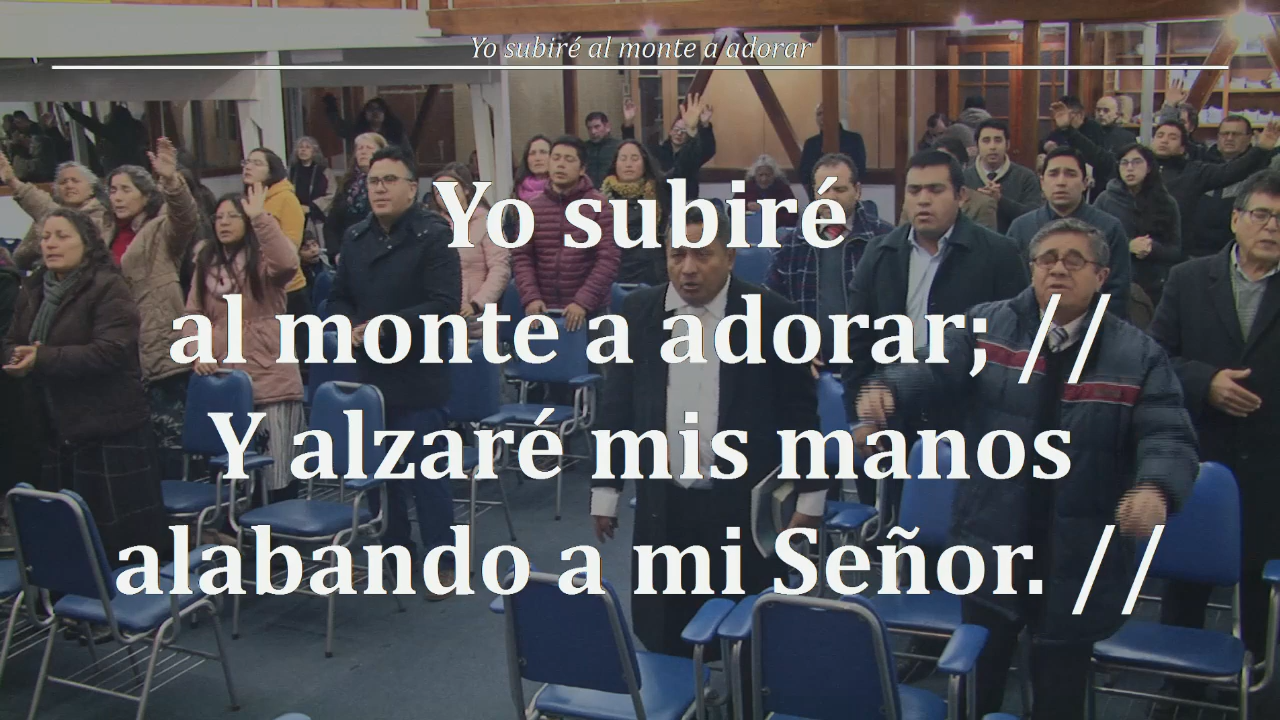 Yo subiré al monte a adorar
Yo subiré
al monte a adorar; //
Y alzaré mis manos
alabando a mi Señor. //